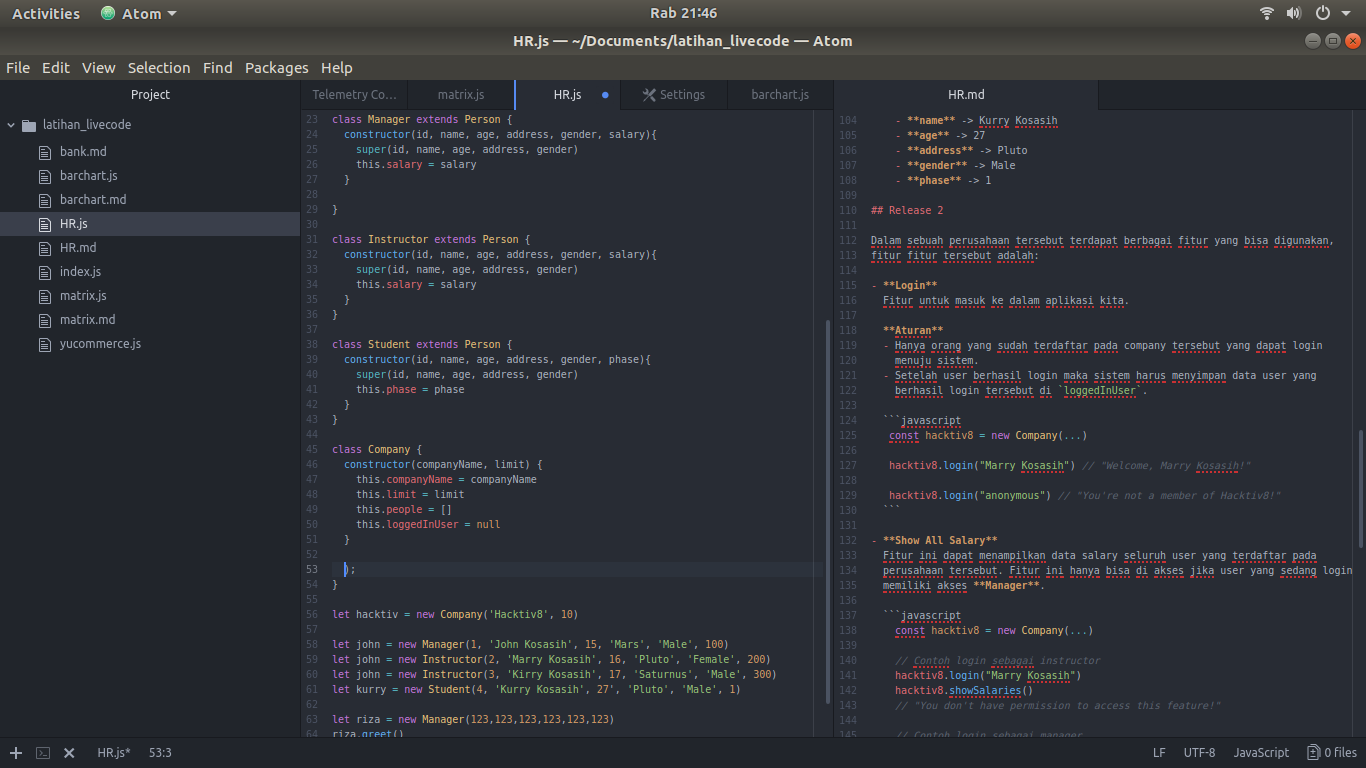 Activities
Atom
Rab 21:46
HR.js — ~/Documents/latihan_livecode — Atom
File Edit View Selection Find Packages Help
Project
latihan_livecode
bank.md
barchart.js
barchart.md
HR.js
HR.md
index.js
matrix.js
matrix.md
yucommerce.js
Telemetry Co…
matrix.js
HR.js
Settings
barchart.js
23 class Manager extends Person {
24 constructor(id, name, age, address, gender, salary){
25 super(id, name, age, address, gender)
26 this.salary = salary
27 }
28
29 }
30
31 class Instructor extends Person {
32 constructor(id, name, age, address, gender, salary){
33 super(id, name, age, address, gender)
34 this.salary = salary
35 }
36 }
37
38 class Student extends Person {
39 constructor(id, name, age, address, gender, phase){
40 super(id, name, age, address, gender)
41 this.phase = phase
42 }
43 }
44
45 class Company {
46 constructor(companyName, limit) {
47 this.companyName = companyName
48 this.limit = limit
49 this.people = []
50 this.loggedInUser = null
51 }
52
53 );
54 }
55
56 let hacktiv = new Company('Hacktiv8', 10)
57
58 let john = new Manager(1, 'John Kosasih', 15, 'Mars', 'Male', 100)
59 let john = new Instructor(2, 'Marry Kosasih', 16, 'Pluto', 'Female', 200)
60 let john = new Instructor(3, 'Kirry Kosasih', 17, 'Saturnus', 'Male', 300)
61 let kurry = new Student(4, 'Kurry Kosasih', 27', 'Pluto', 'Male', 1)
62
63 let riza = new Manager(123,123,123,123,123,123)
64 riza.greet()
HR.md
104 - **name** -> Kurry Kosasih
105 - **age** -> 27
106 - **address** -> Pluto
107 - **gender** -> Male
108 - **phase** -> 1
109
110 ## Release 2
111
112 Dalam sebuah perusahaan tersebut terdapat berbagai fitur yang bisa digunakan,
113 fitur fitur tersebut adalah:
114
115 - **Login**
116 Fitur untuk masuk ke dalam aplikasi kita.
117
118 **Aturan**
119 - Hanya orang yang sudah terdaftar pada company tersebut yang dapat login
120 menuju sistem.
121 - Setelah user berhasil login maka sistem harus menyimpan data user yang
122 berhasil login tersebut di `loggedInUser`.
123
124 ```javascript
125 const hacktiv8 = new Company(...)
126
127 hacktiv8.login("Marry Kosasih") // "Welcome, Marry Kosasih!"
128
129 hacktiv8.login("anonymous") // "You're not a member of Hacktiv8!"
130 ```
131
132 - **Show All Salary**
133 Fitur ini dapat menampilkan data salary seluruh user yang terdaftar pada
134 perusahaan tersebut. Fitur ini hanya bisa di akses jika user yang sedang login
135 memiliki akses **Manager**.
136
137 ```javascript
138 const hacktiv8 = new Company(...)
139
140 // Contoh login sebagai instructor
141 hacktiv8.login("Marry Kosasih")
142 hacktiv8.showSalaries()
143 // "You don't have permission to access this feature!"
144
145 // Contoh login sebagai manager
HR.js* 53:3
LF UTF-8 JavaScript 0 files